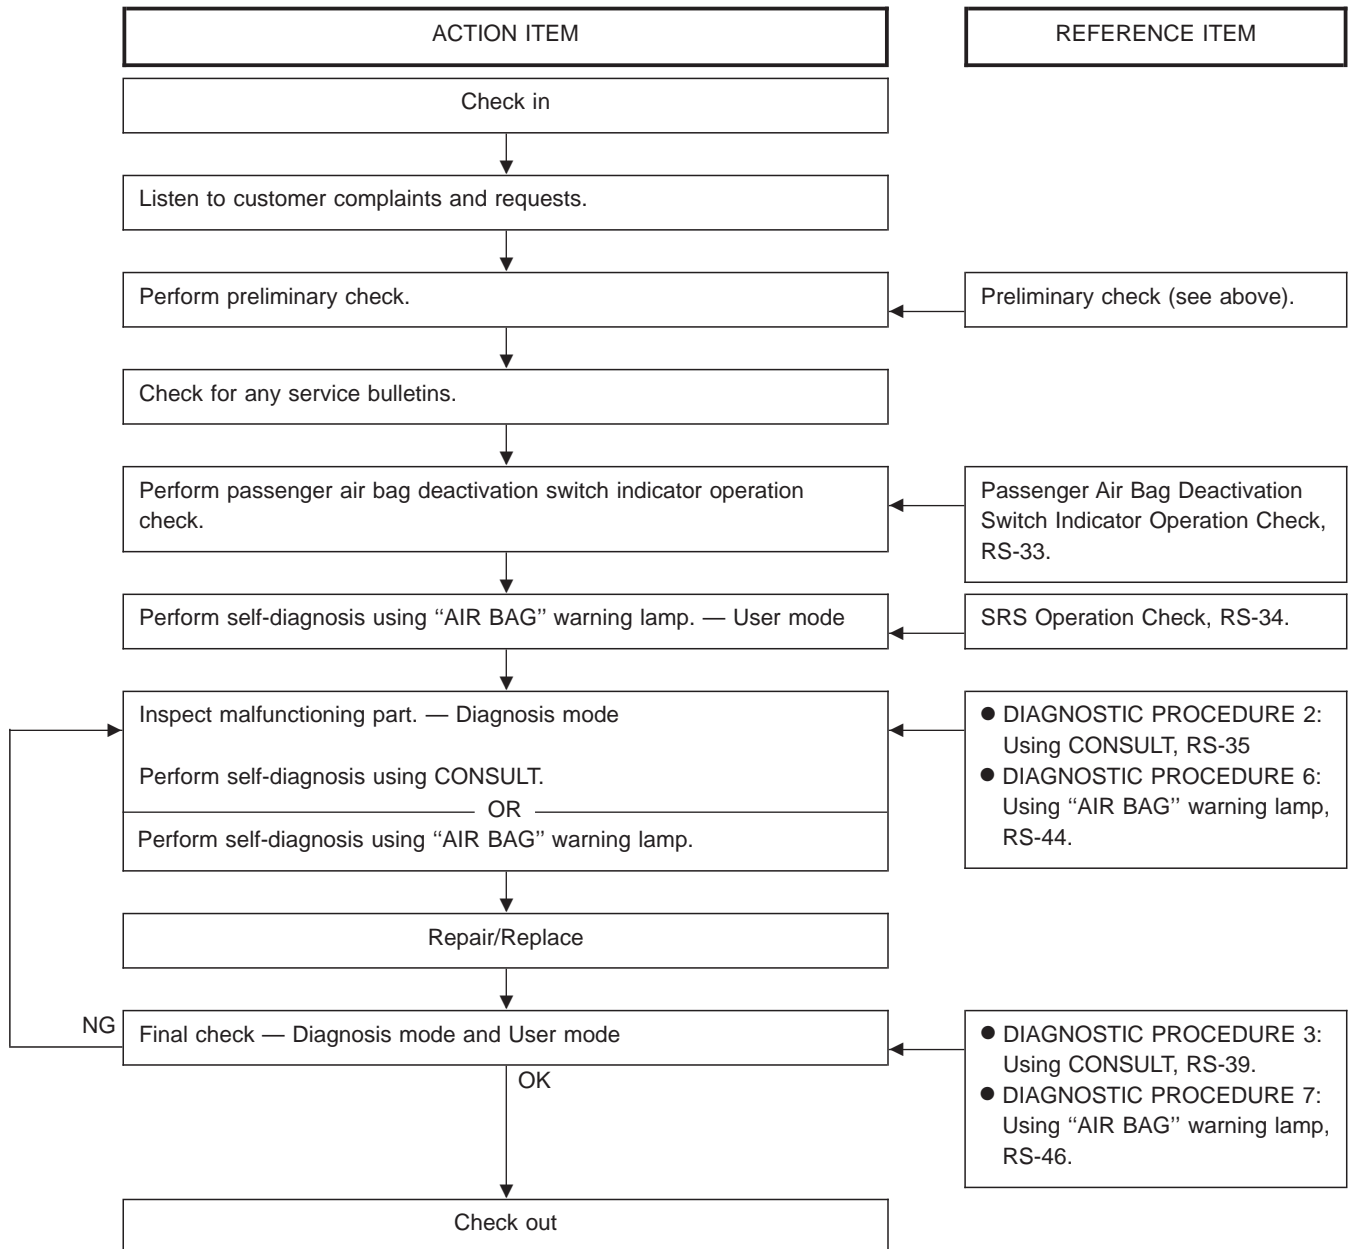 ACTION ITEM
REFERENCE ITEM
Check in
Listen to customer complaints and requests.
Perform preliminary check.
Preliminary check (see above).
Check for any service bulletins.
Perform passenger air bag deactivation switch indicator operation
check.
Passenger Air Bag Deactivation
Switch Indicator Operation Check,
RS-33.
Perform self-diagnosis using ‘‘AIR BAG’’ warning lamp. — User mode
SRS Operation Check, RS-34.
Inspect malfunctioning part. — Diagnosis mode
Perform self-diagnosis using CONSULT.
OR
Perform self-diagnosis using ‘‘AIR BAG’’ warning lamp.
● DIAGNOSTIC PROCEDURE 2:
Using CONSULT, RS-35
● DIAGNOSTIC PROCEDURE 6:
Using ‘‘AIR BAG’’ warning lamp,
RS-44.
Repair/Replace
NG
Final check — Diagnosis mode and User mode
OK
● DIAGNOSTIC PROCEDURE 3:
Using CONSULT, RS-39.
● DIAGNOSTIC PROCEDURE 7:
Using ‘‘AIR BAG’’ warning lamp,
RS-46.
Check out